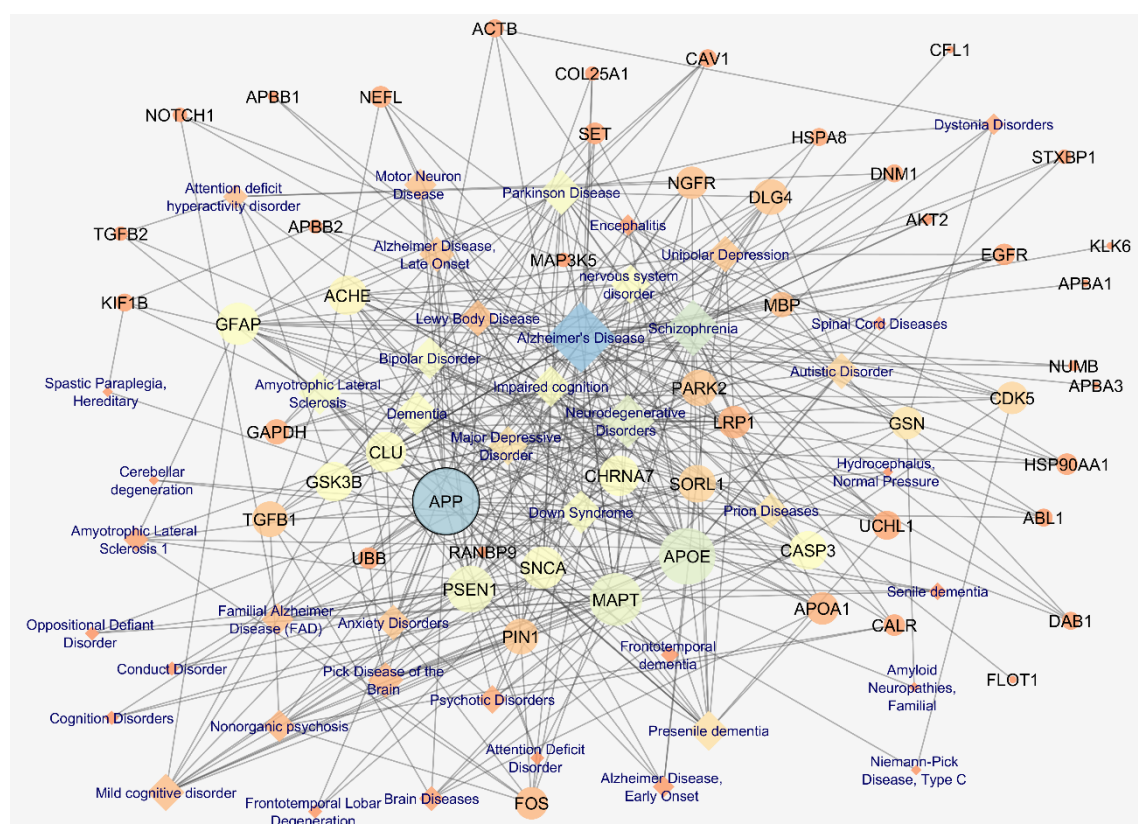 ACTB
CFL1
CAV1
COL25A1
APBB1
NEFL
NOTCH1
SET
HSPA8
Dystonia Disorders
STXBP1
DNM1
Motor Neuron
Disease
Parkinson Disease
NGFR
DLG4
Attention deficit
hyperactivity disorder
AKT2
APBB2
TGFB2
Encephalitis
Alzheimer Disease,
Late Onset
Unipolar Depression
KLK6
EGFR
MAP3K5
nervous system
disorder
APBA1
ACHE
KIF1B
MBP
GFAP
Lewy Body Disease
Spinal Cord Diseases
Schizophrenia
Alzheimer's Disease
Bipolar Disorder
NUMB
Autistic Disorder
APBA3
Spastic Paraplegia,
Hereditary
Amyotrophic Lateral
Sclerosis
Impaired cognition
PARK2
CDK5
Dementia
Neurodegenerative
Disorders
LRP1
GSN
GAPDH
Major Depressive
Disorder
CLU
HSP90AA1
Hydrocephalus,
Normal Pressure
Cerebellar
degeneration
GSK3B
CHRNA7
SORL1
APP
Down Syndrome
Prion Diseases
ABL1
TGFB1
UCHL1
Amyotrophic Lateral
Sclerosis 1
UBB
RANBP9
CASP3
APOE
SNCA
PSEN1
MAPT
Senile dementia
APOA1
DAB1
Familial Alzheimer
Disease (FAD)
Anxiety Disorders
CALR
Oppositional Defiant
Disorder
PIN1
Frontotemporal
dementia
Conduct Disorder
Pick Disease of the
Brain
Amyloid
Neuropathies,
Familial
FLOT1
Psychotic Disorders
Cognition Disorders
Nonorganic psychosis
Presenile dementia
Attention Deficit
Disorder
Niemann-Pick
Disease, Type C
Mild cognitive disorder
Alzheimer Disease,
Early Onset
Brain Diseases
FOS
Frontotemporal Lobar
Degeneration